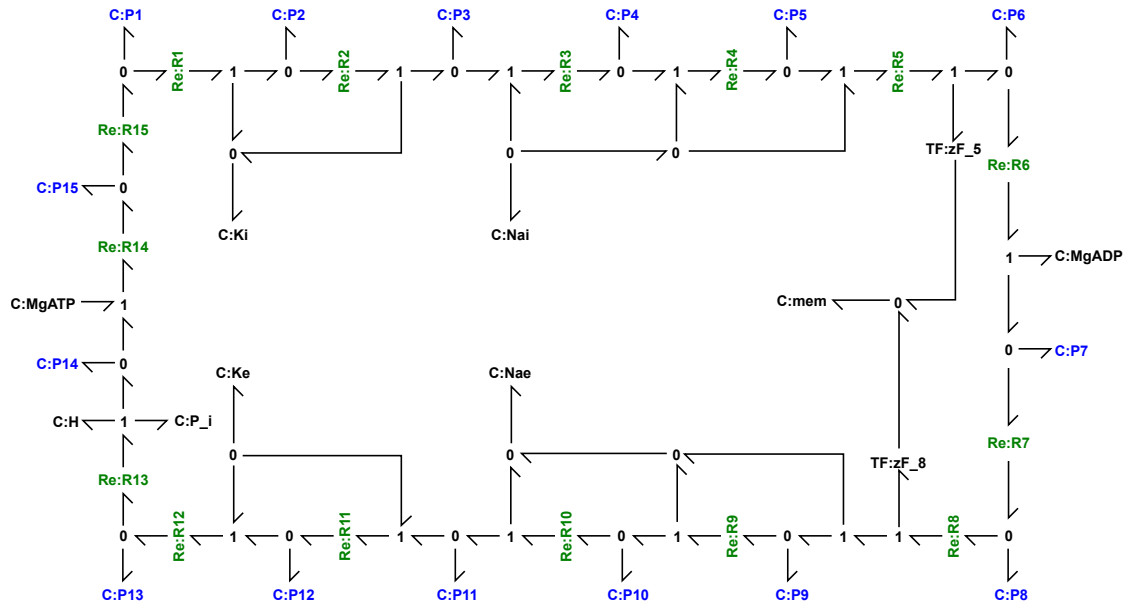 C:P1 C:P2 C:P3 C:P4 C:P5 C:P6
0 Re:R1 1 0 Re:R2 1 0 1 Re:R3 0 1 Re:R4 0 1 Re:R5 1 0
Re:R15
0 0 0 TF:zF_5
Re:R6
C:P15 0
C:Ki C:Nai
Re:R14
1 C:MgADP
C:MgATP 1 C:mem 0
0 C:P7
C:P14 0
C:Ke C:Nae
C:H 1 C:P_i
Re:R7
0 0 0 TF:zF_8
Re:R13
0 Re:R12 1 0 Re:R11 1 0 1 Re:R10 0 1 Re:R9 0 1 1 Re:R8 0
C:P13 C:P12 C:P11 C:P10 C:P9 C:P8